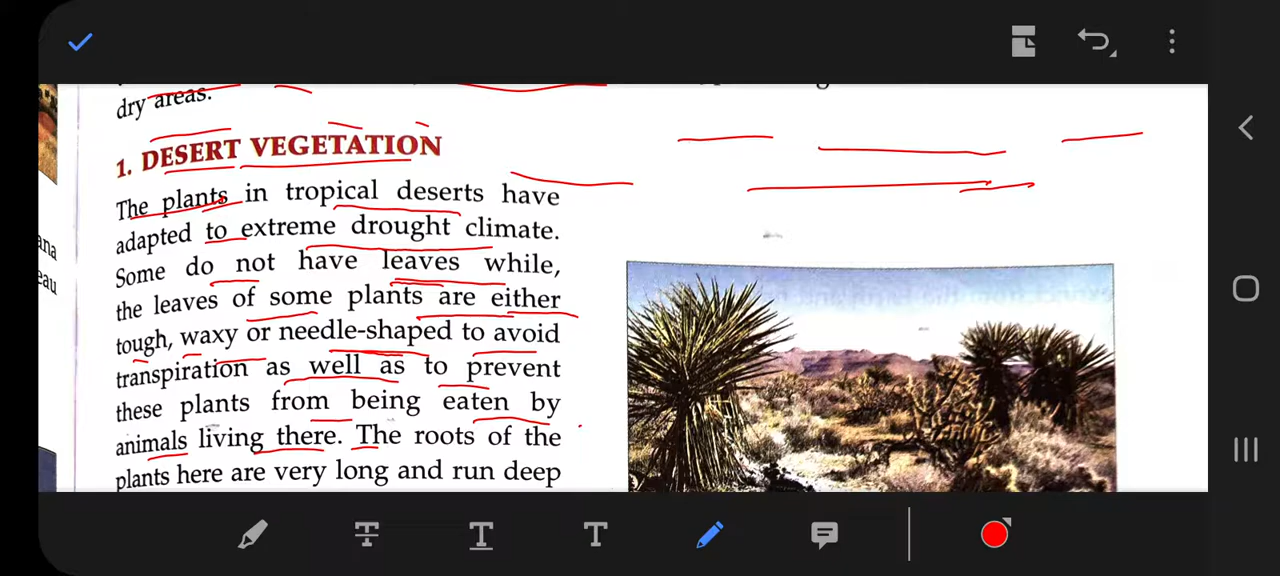 dry areas.
1. DESERT VEGETATION
The plants in tropical deserts have
adapted to extreme drought climate.
Some do not have leaves while,
the leaves of some plants are either
tough, waxy or needle-shaped to avoid
transpiration as well as to prevent
these plants from being eaten by
animals living there. The roots of the
plants here are very long and run deep
ana
eau
T
T
T